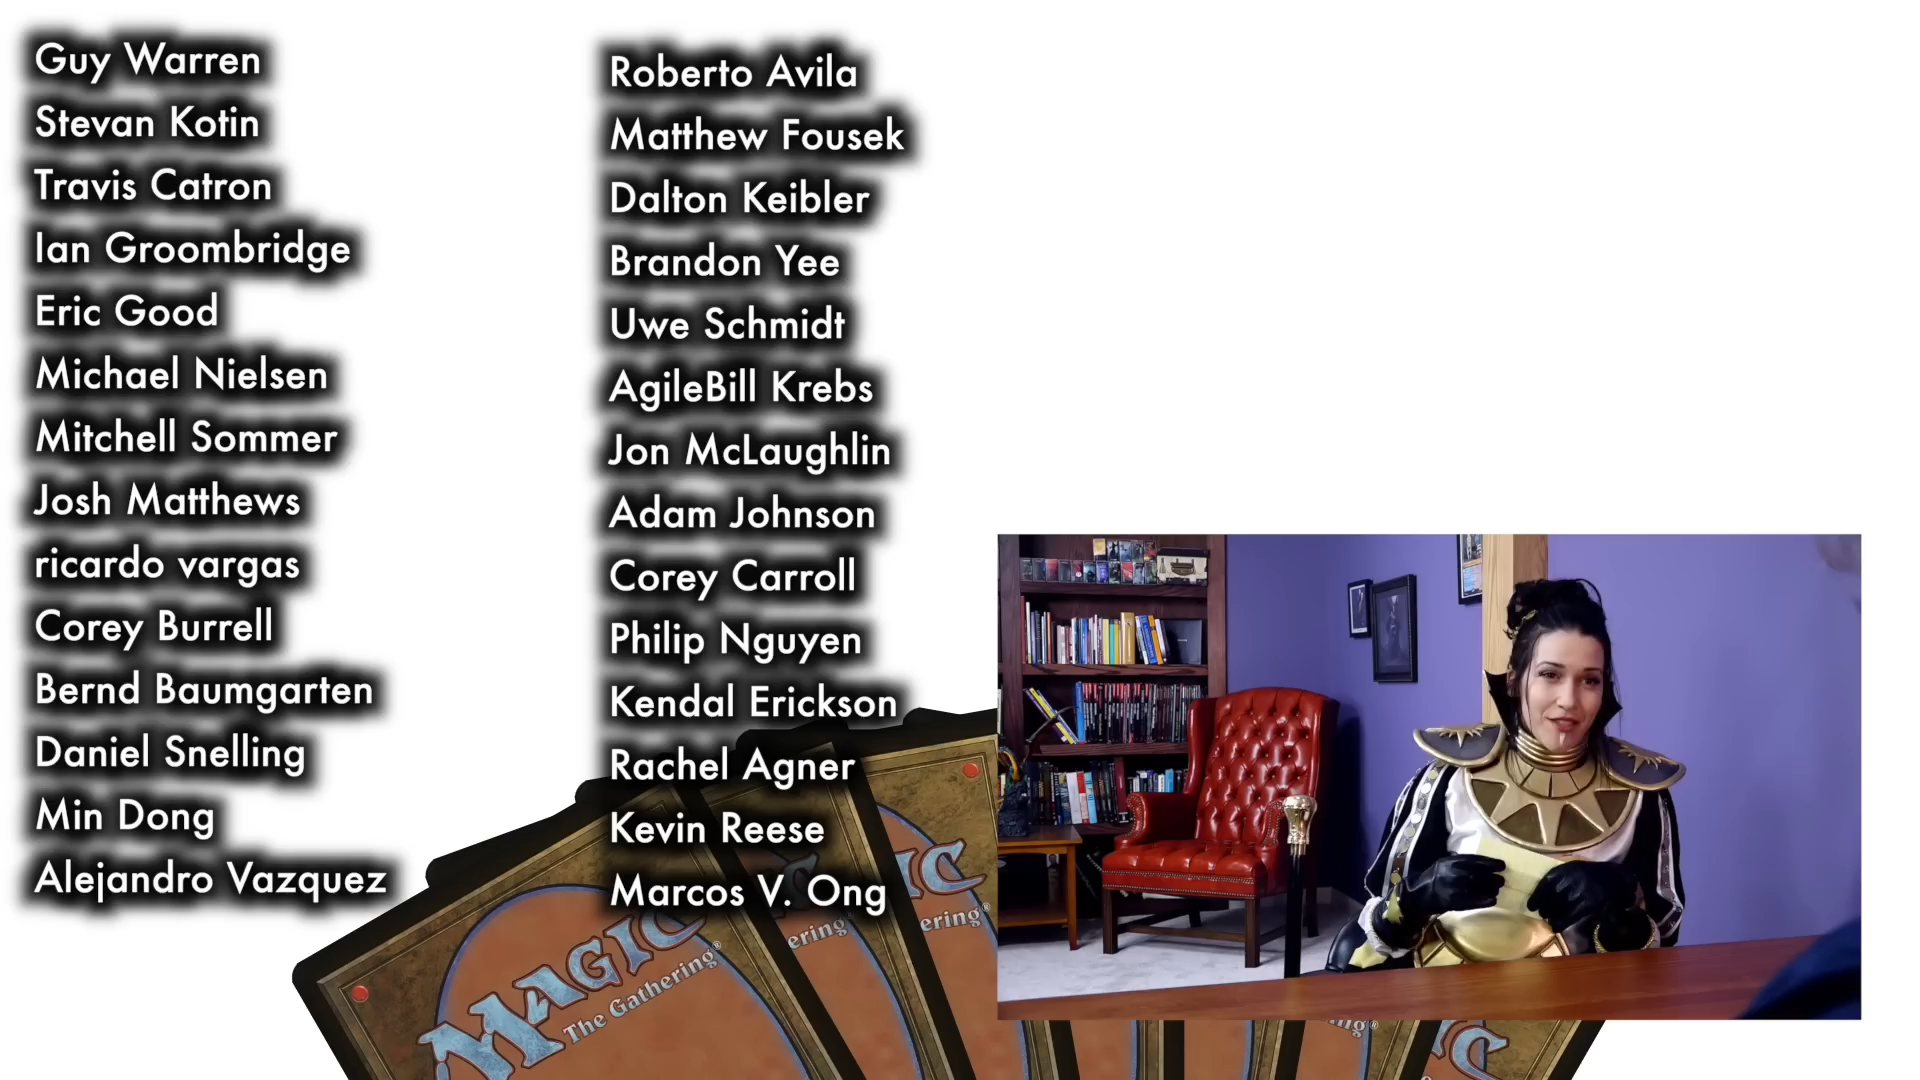 Guy Warren
Stevan Kotin
Travis Catron
Ian Groombridge
Eric Good
Michael Nielsen
Mitchell Sommer
Josh Matthews
ricardo vargas
Corey Burrell
Bernd Baumgarten
Daniel Snelling
Min Dong
Alejandro Vazquez
Roberto Avila
Matthew Fousek
Dalton Keibler
Brandon Yee
Uwe Schmidt
AgileBill Krebs
Jon McLaughlin
Adam Johnson
Corey Carroll
Philip Nguyen
Kendal Erickson
Rachel Agner
Kevin Reese
Marcos V. Ong
MAGIC
The Gathering®
ering®
ering®